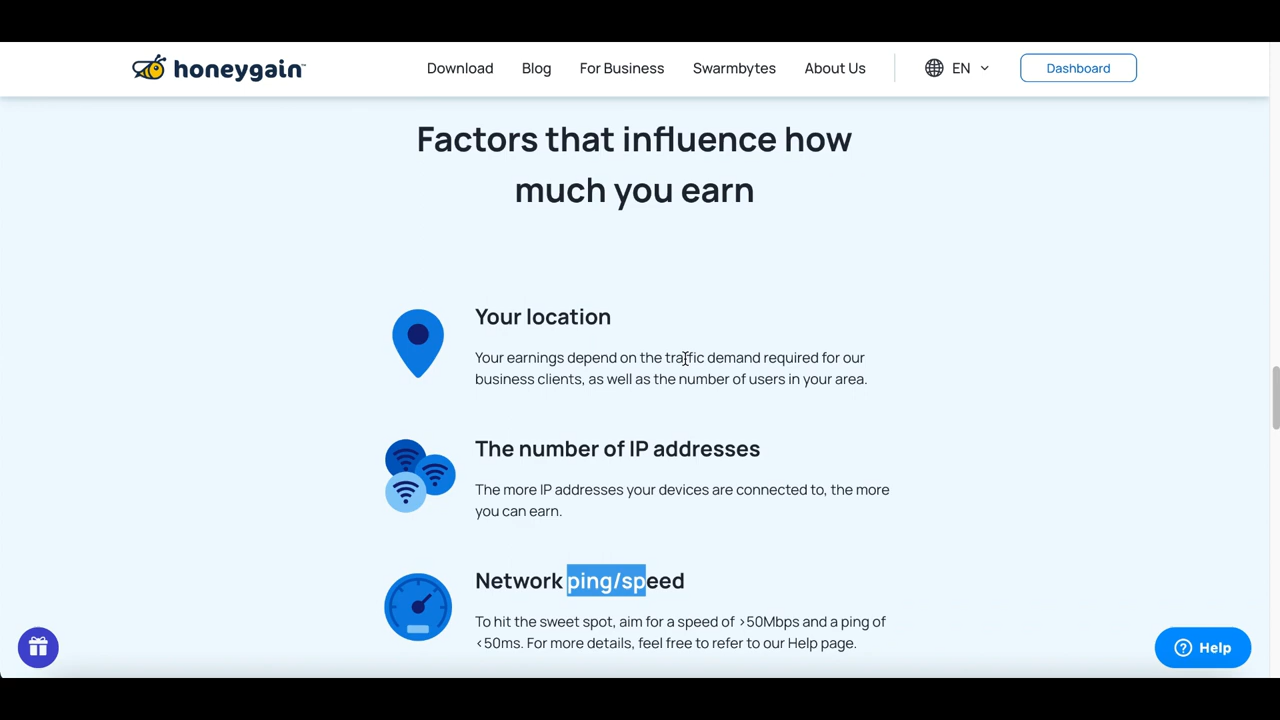 honeygain™
Download
Blog
For Business
Swarmbytes
About Us
EN
Dashboard
Factors that influence how
much you earn
Your location
Your earnings depend on the traffic demand required for our
business clients, as well as the number of users in your area.
The number of IP addresses
The more IP addresses your devices are connected to, the more
you can earn.
Network ping/speed
To hit the sweet spot, aim for a speed of >50Mbps and a ping of
<50ms. For more details, feel free to refer to our Help page.
Help